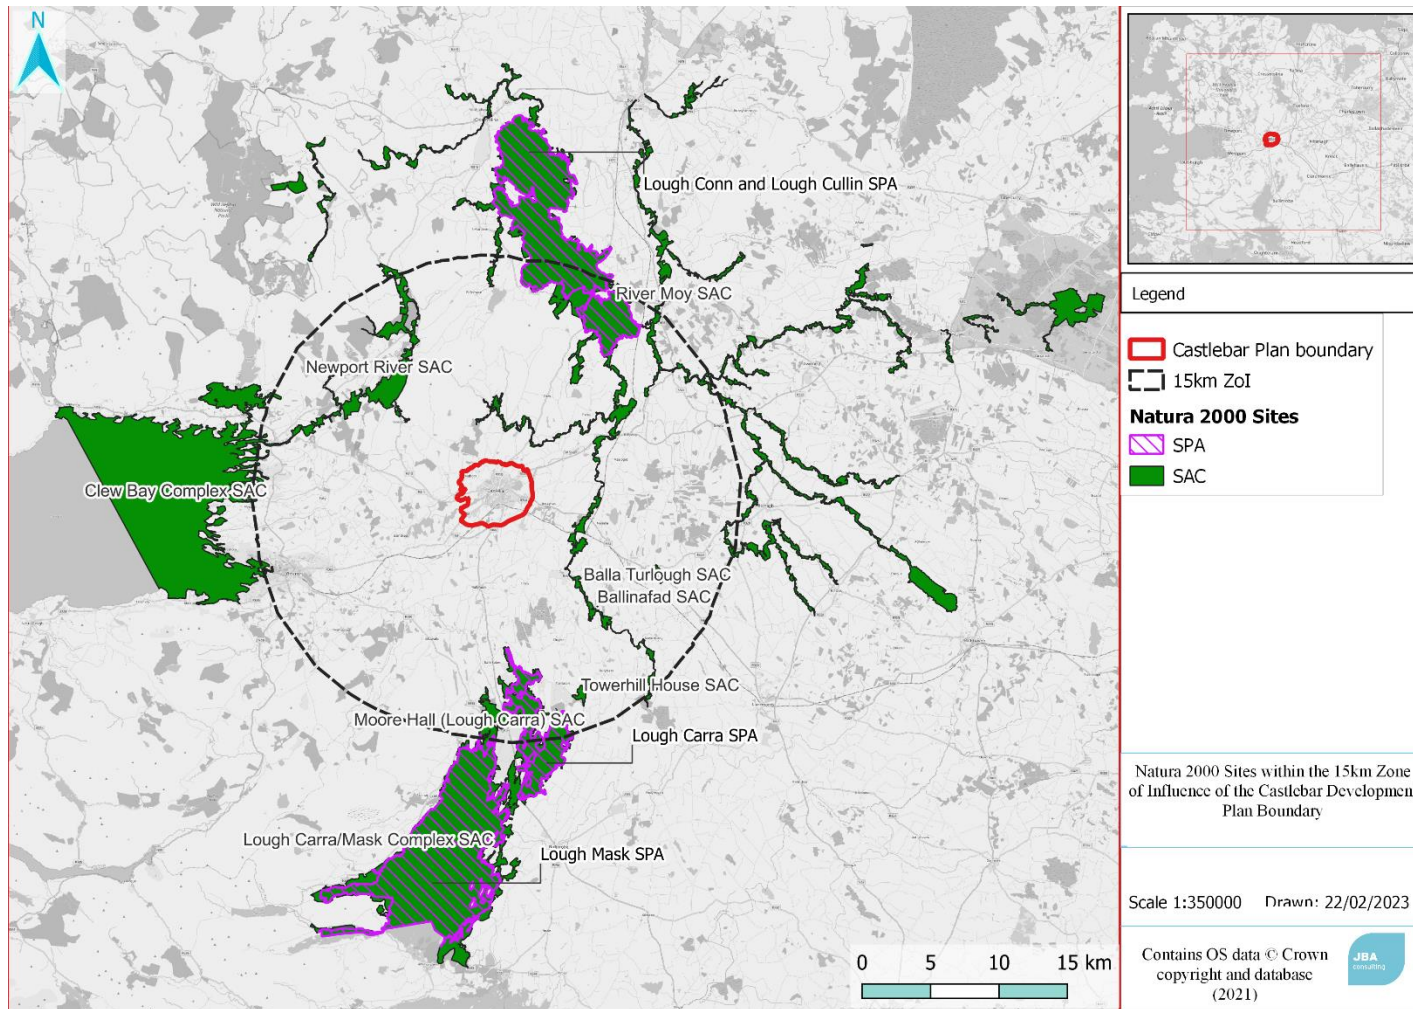 N
Lough Conn and Lough Cullin SPA
River Moy SAC
Newport River SAC
Clew Bay Complex SAC
Balla Turlough SAC
Ballinafad SAC
Towerhill House SAC
Moore Hall (Lough Carra) SAC
Lough Carra SPA
Lough Carra/Mask Complex SAC
Lough Mask SPA
0 5 10 15 km
Legend
Castlebar Plan boundary
15km ZoI
Natura 2000 Sites
SPA
SAC
Natura 2000 Sites within the 15km Zone
of Influence of the Castlebar Development
Plan Boundary
Scale 1:350000 Drawn: 22/02/2023
Contains OS data © Crown
copyright and database
(2021)
JBA
consulting